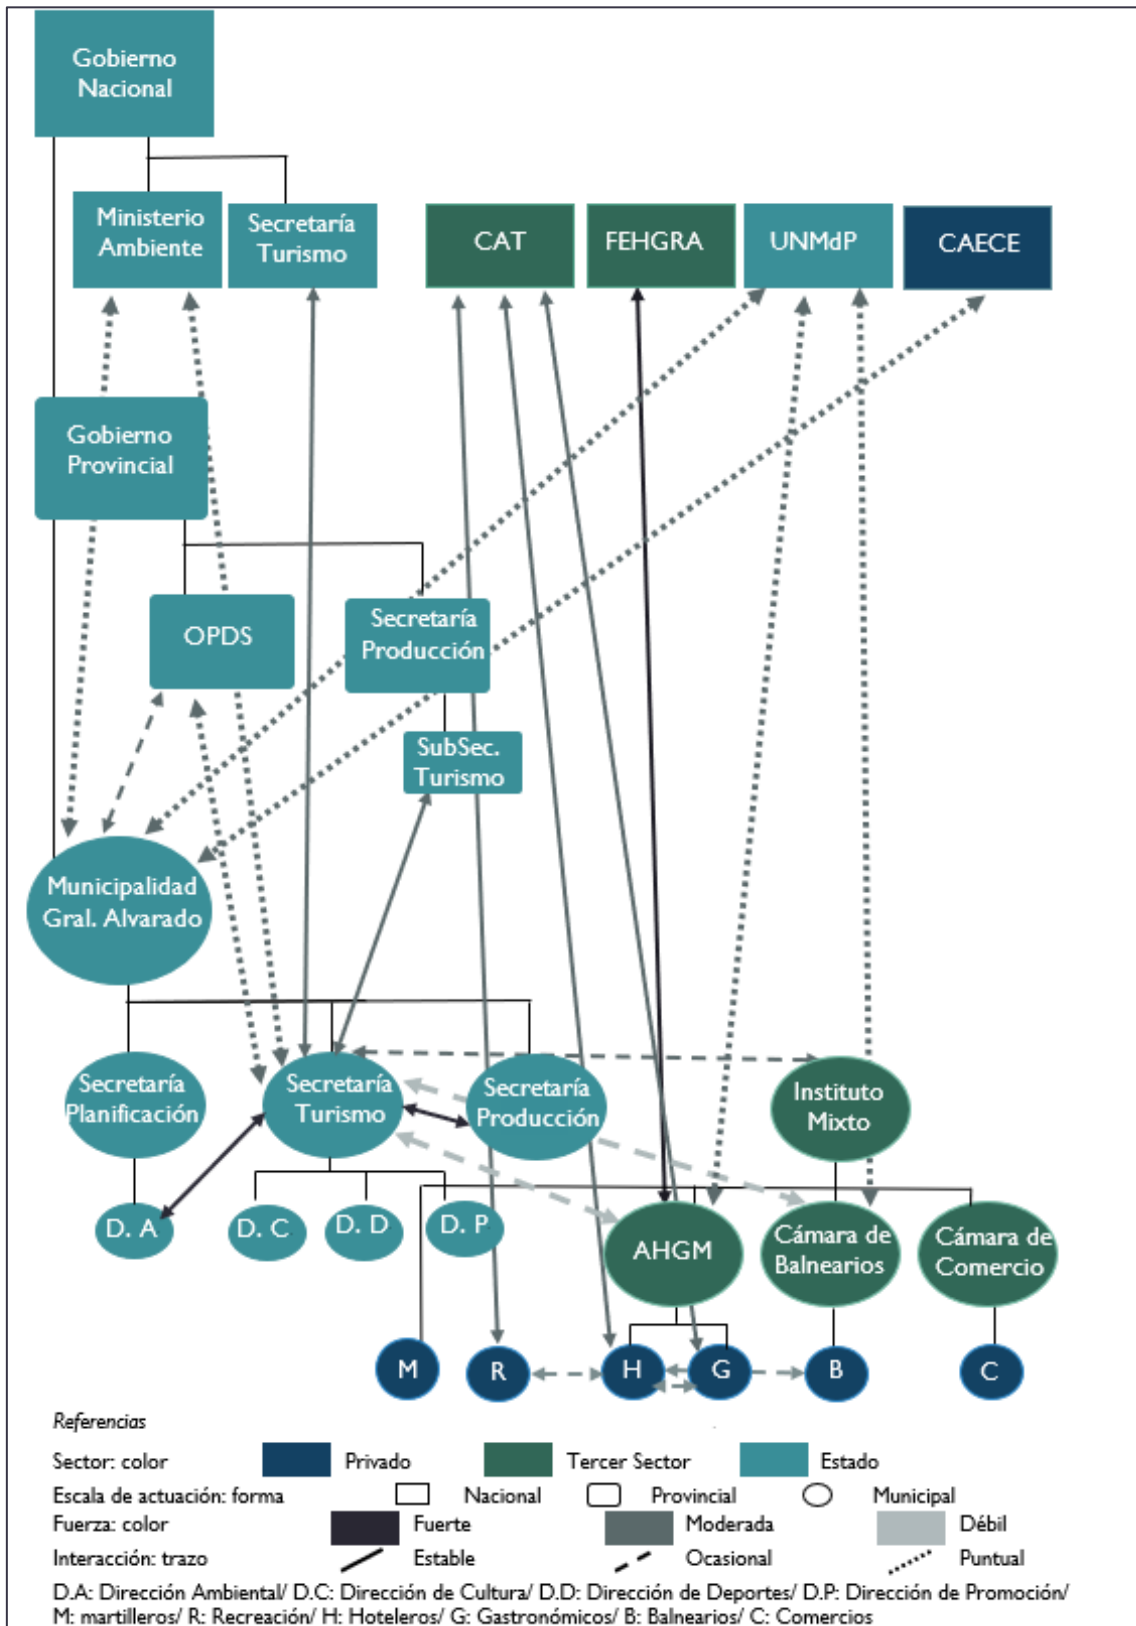 Gobierno
Nacional
Ministerio
Ambiente
Secretaría
Turismo
CAT
FEHGRA
UNMdP
CAECE
Gobierno
Provincial
OPDS
Secretaría
Producción
SubSec.
Turismo
Municipalidad
Gral. Alvarado
Secretaría
Planificación
Secretaría
Turismo
Secretaría
Producción
Instituto
Mixto
D. A
D. C
D. D
D. P
AHGM
Cámara de
Balnearios
Cámara de
Comercio
M
R
H
G
B
C
Referencias
Sector: color Privado Tercer Sector Estado
Escala de actuación: forma Nacional Provincial Municipal
Fuerza: color Fuerte Moderada Débil
Interacción: trazo Estable Ocasional Puntual
D.A: Dirección Ambiental/ D.C: Dirección de Cultura/ D.D: Dirección de Deportes/ D.P: Dirección de Promoción/
M: martilleros/ R: Recreación/ H: Hoteleros/ G: Gastronómicos/ B: Balnearios/ C: Comercios